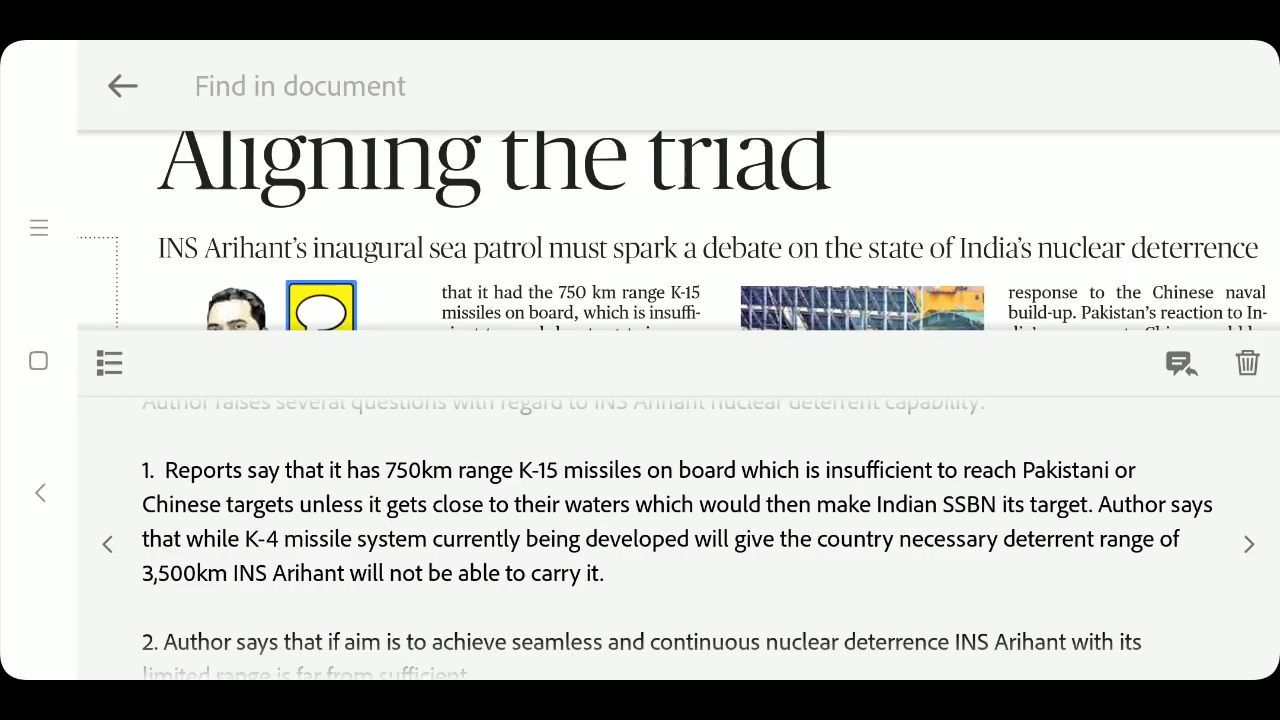 Find in document
Aligning the triad
INS Arihant's inaugural sea patrol must spark a debate on the state of India's nuclear deterrence
that it had the 750 km range K-15
missiles on board, which is insuffi-
response to the Chinese naval
build-up. Pakistan's reaction to In-
Author raises several questions with regard to INS Arihant nuclear deterrent capability.
1. Reports say that it has 750km range K-15 missiles on board which is insufficient to reach Pakistani or
Chinese targets unless it gets close to their waters which would then make Indian SSBN its target. Author says
that while K-4 missile system currently being developed will give the country necessary deterrent range of
3,500km INS Arihant will not be able to carry it.
2. Author says that if aim is to achieve seamless and continuous nuclear deterrence INS Arihant with its
limited range is far from sufficient